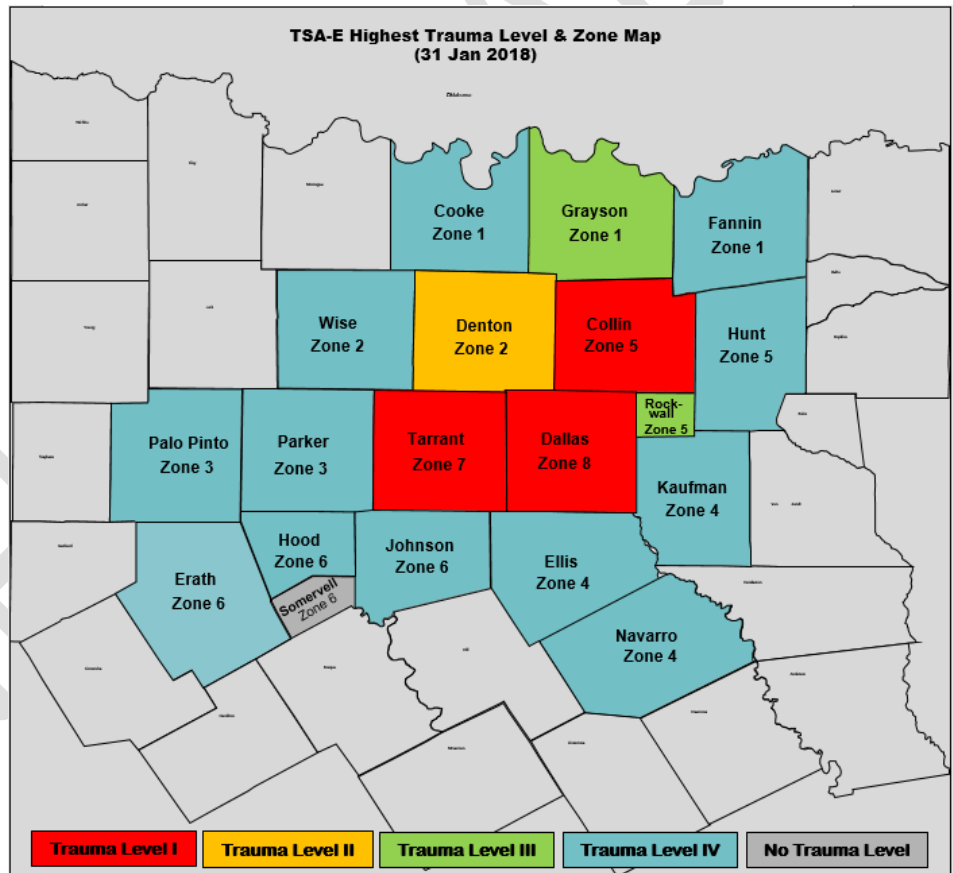 TSA-E Highest Trauma Level & Zone Map
(31 Jan 2018)
Oklahoma
Cooke
Zone 1
Grayson
Zone 1
Fannin
Zone 1
Wise
Zone 2
Denton
Zone 2
Collin
Zone 5
Hunt
Zone 5
Rock-
wall
Zone 5
Palo Pinto
Zone 3
Parker
Zone 3
Tarrant
Zone 7
Dallas
Zone 8
Kaufman
Zone 4
Hood
Zone 6
Johnson
Zone 6
Ellis
Zone 4
Erath
Zone 6
Somervell
Zone 6
Navarro
Zone 4
Trauma Level I
Trauma Level II
Trauma Level III
Trauma Level IV
No Trauma Level